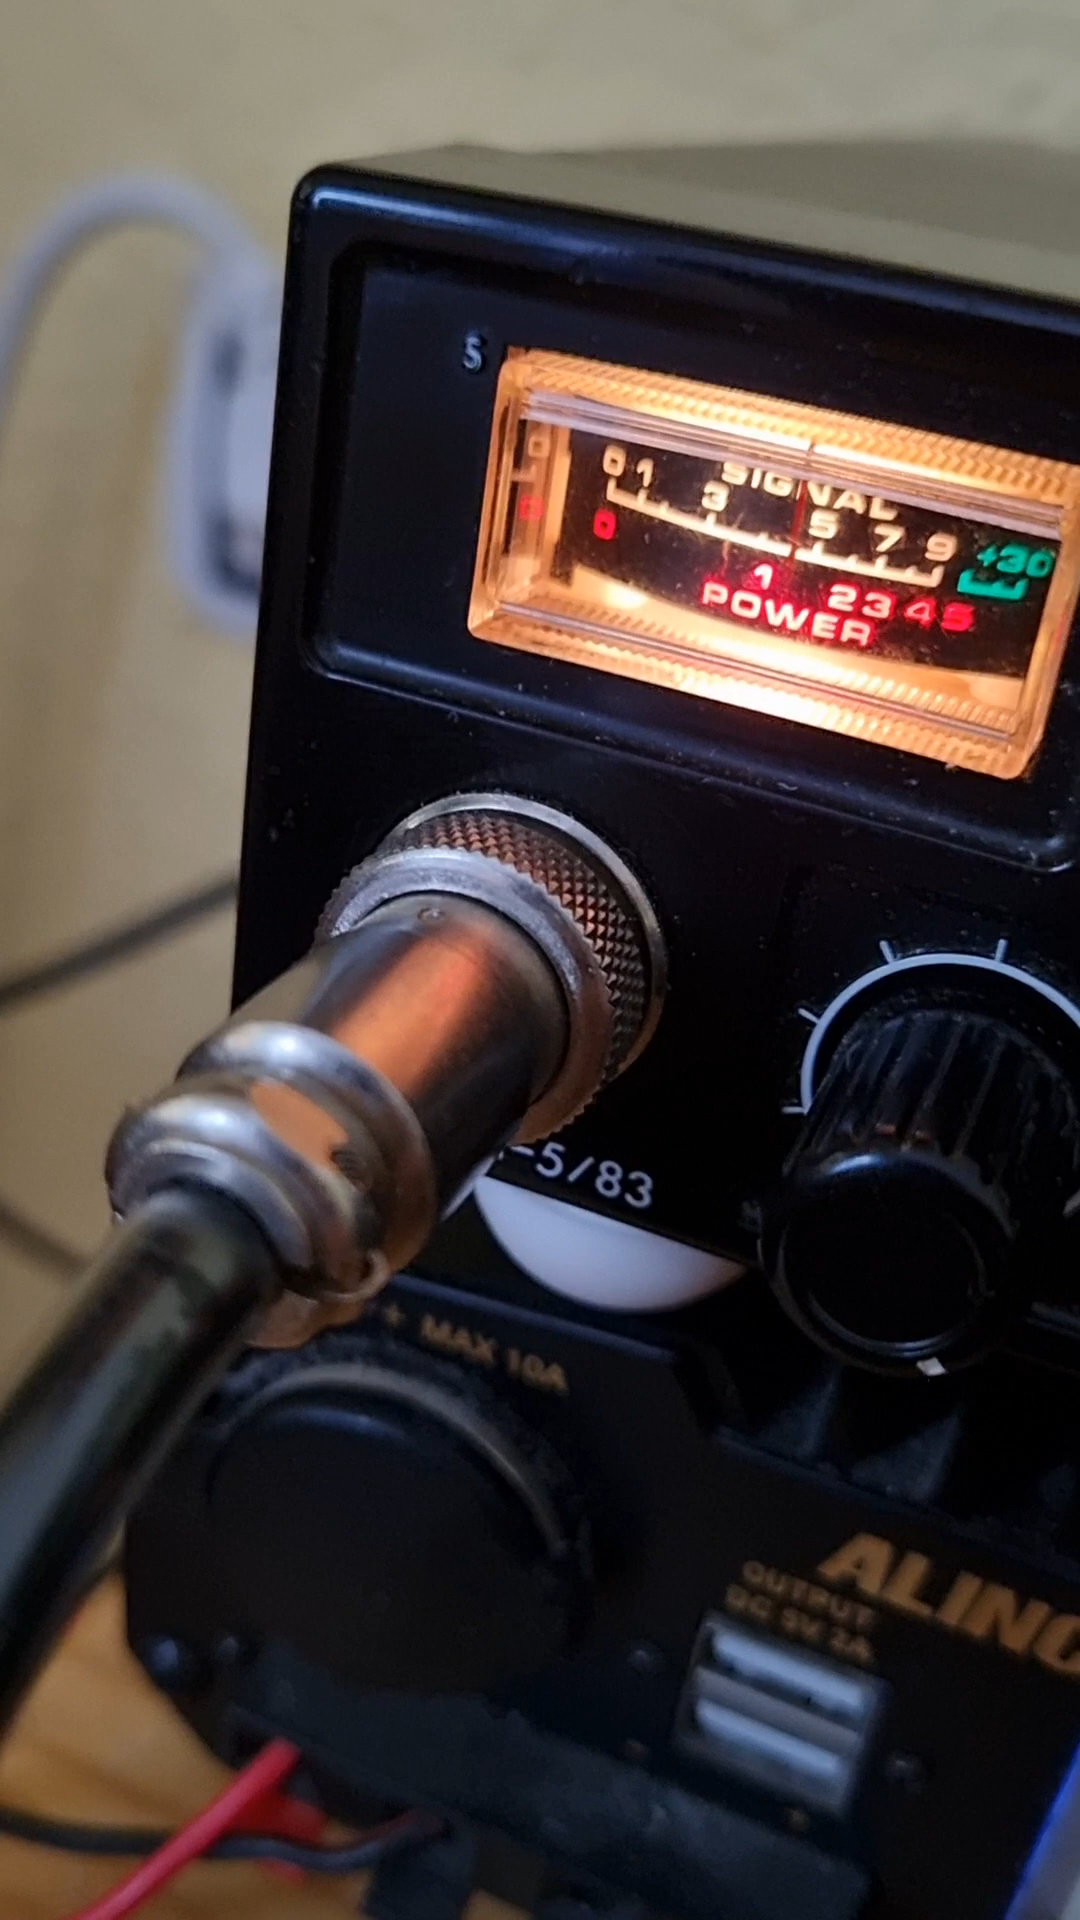 S
0 1 3 5 7 9 +30
SIGNAL
0 1 2 3 4 5
POWER
-5/83
+ MAX 10A
ALINC
OUTPUT
DC 5V 2A